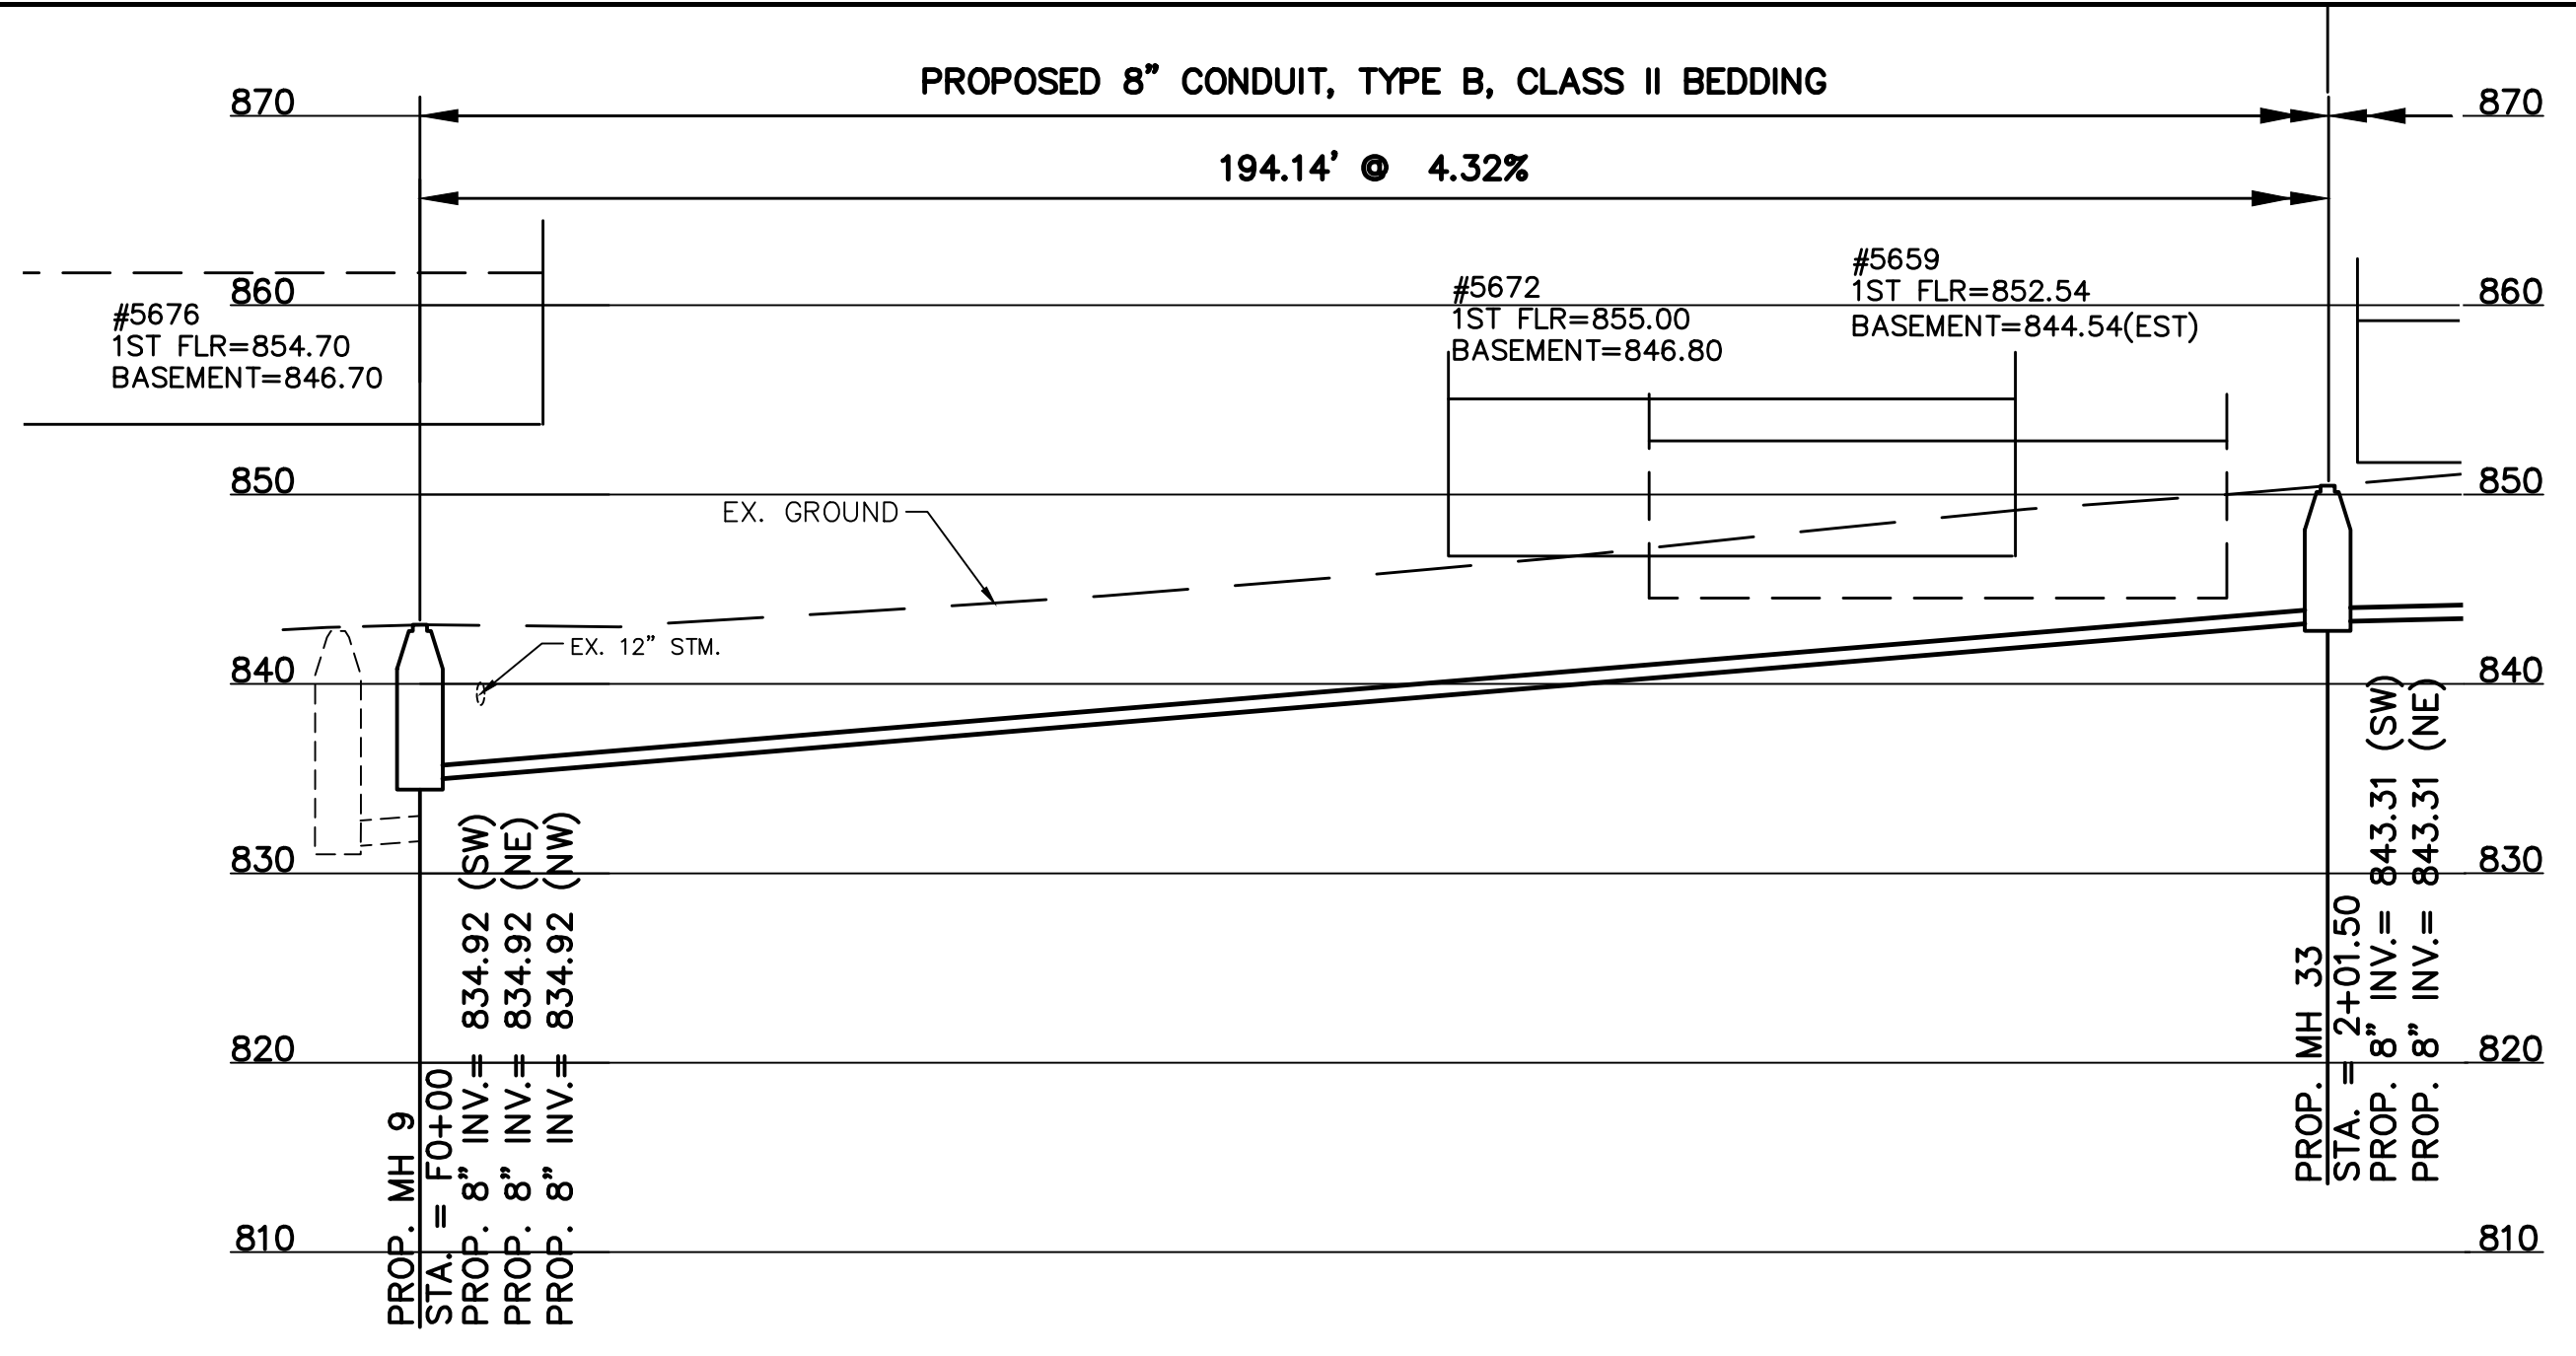 PROPOSED 8" CONDUIT, TYPE B, CLASS II BEDDING
870
870
194.14' @ 4.32%
#5676
1ST FLR=854.70
BASEMENT=846.70
#5672
1ST FLR=855.00
BASEMENT=846.80
#5659
1ST FLR=852.54
BASEMENT=844.54(EST)
860
860
850
850
EX. GROUND
EX. 12" STM.
840
840
830
830
820
820
810
810
PROP. MH 9
STA. = F0+00
PROP. 8" INV.= 834.92 (SW)
PROP. 8" INV.= 834.92 (NE)
PROP. 8" INV.= 834.92 (NW)
PROP. MH 33
STA. = 2+01.50
PROP. 8" INV.= 843.31 (SW)
PROP. 8" INV.= 843.31 (NE)